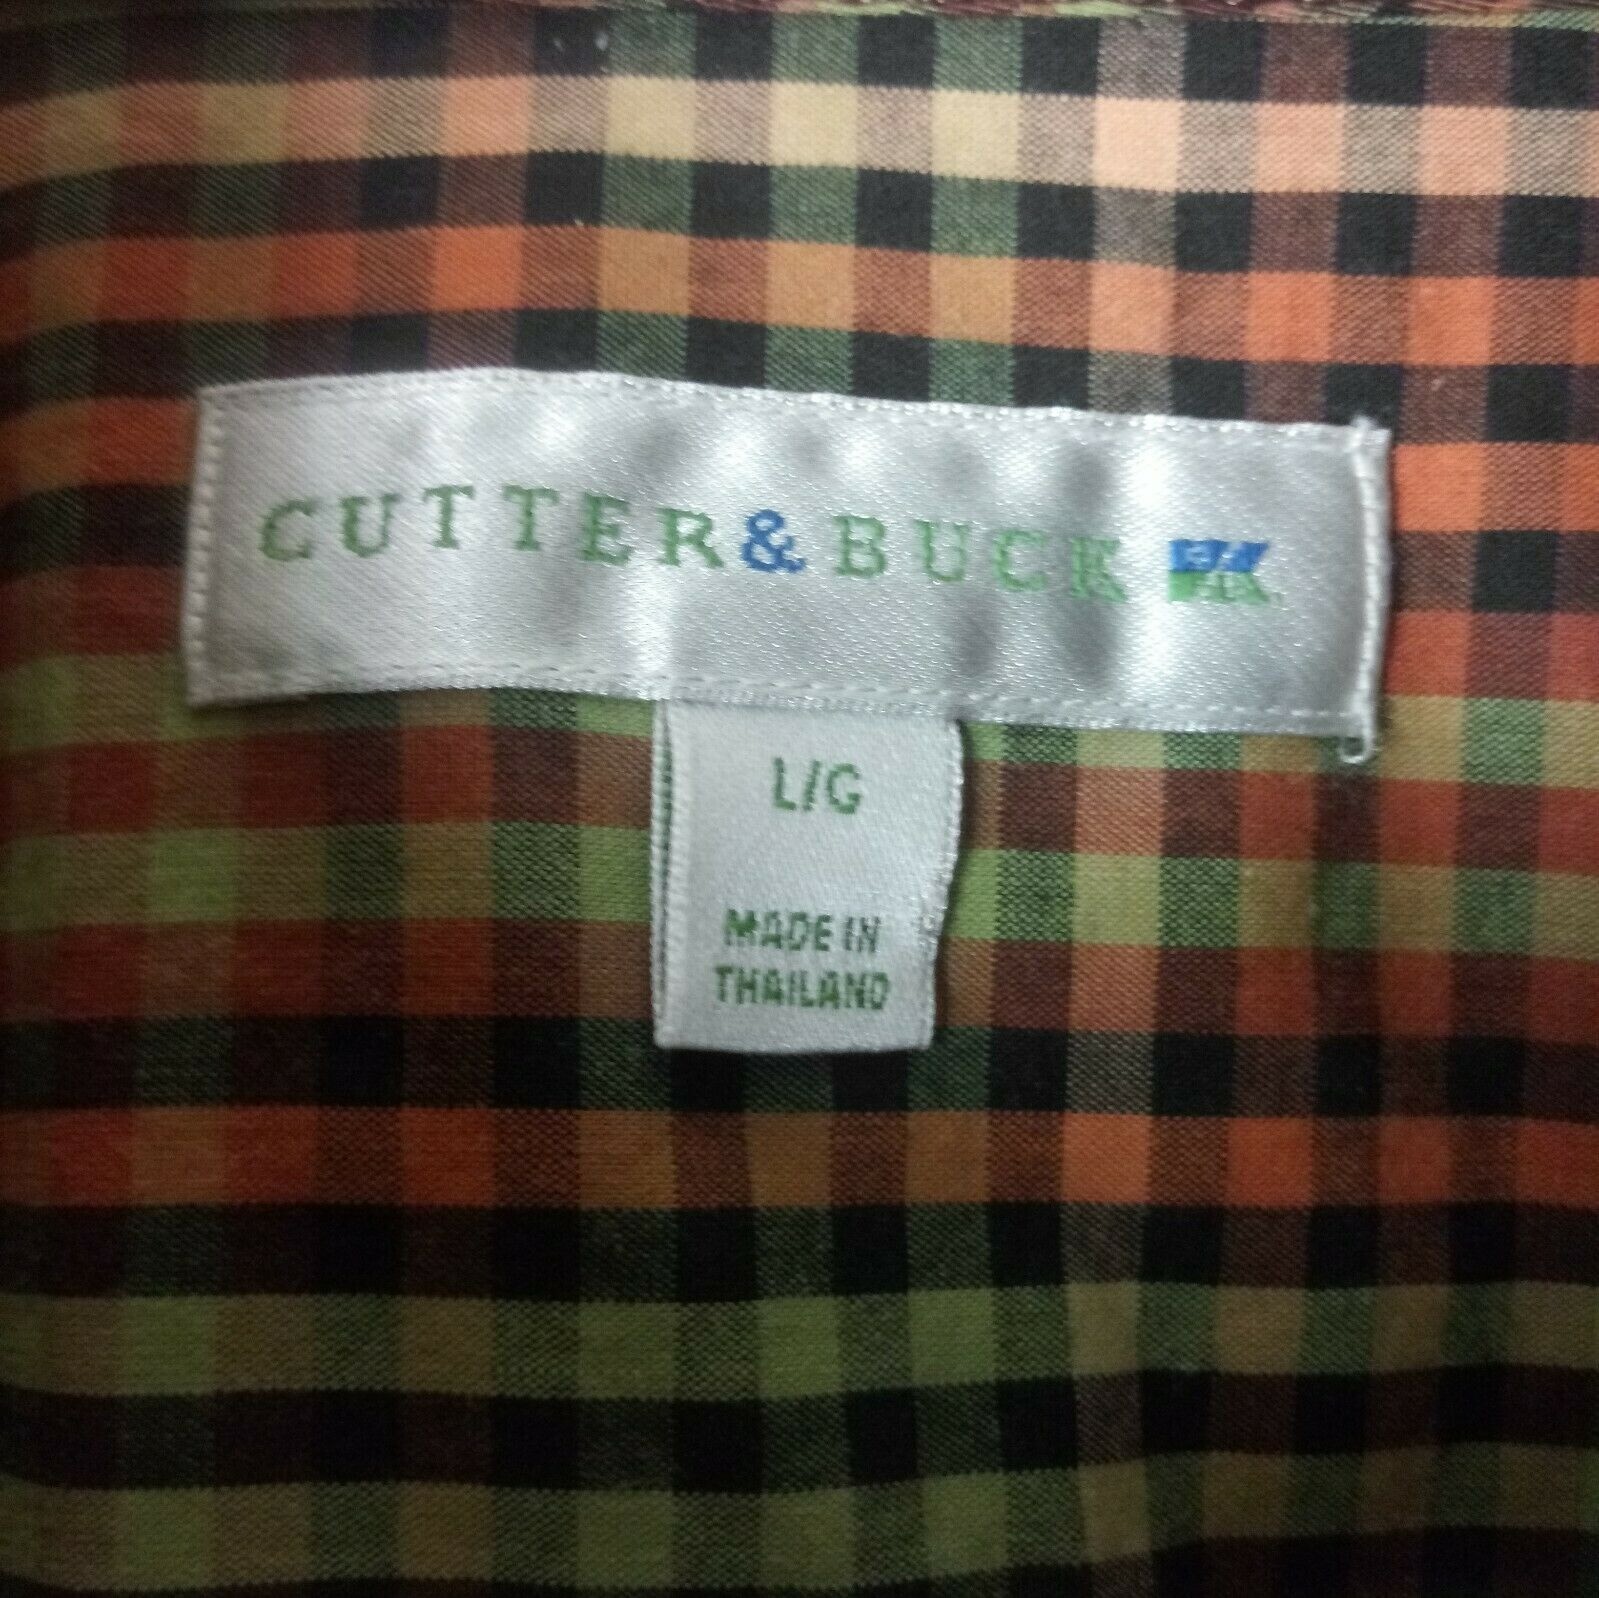 CUTTER & BUCK
L/G
MADE IN
THAILAND